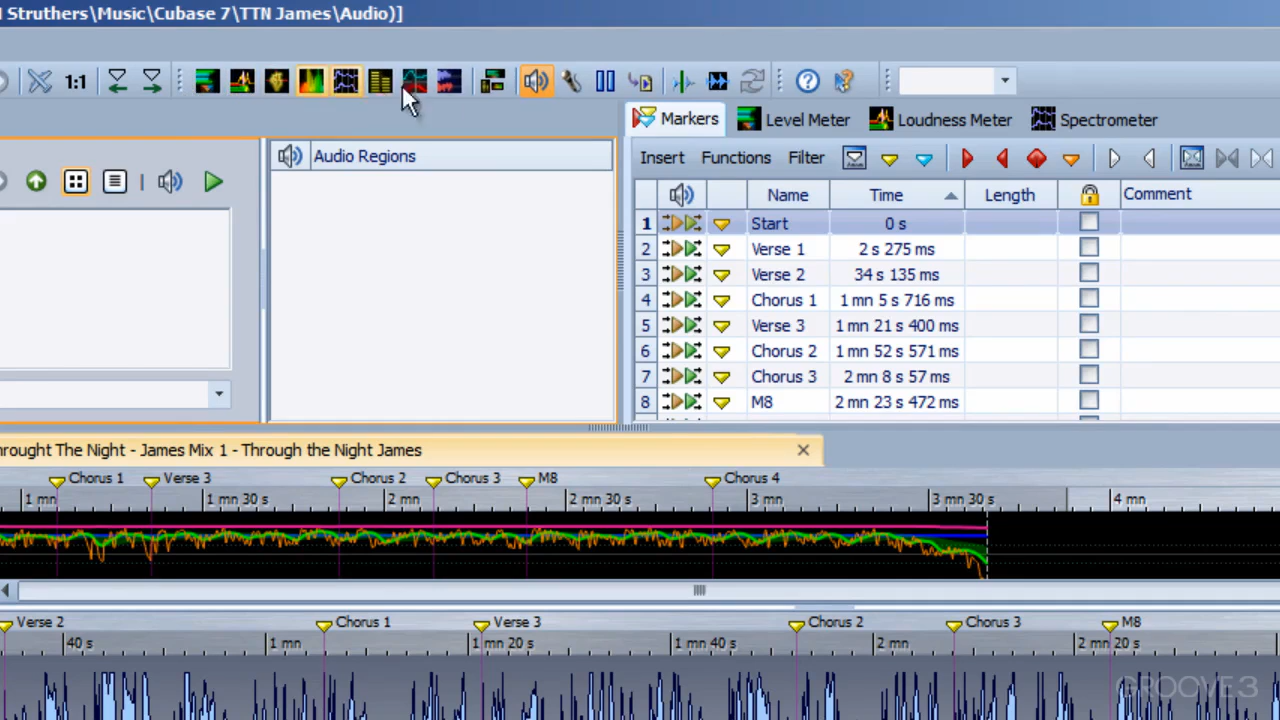 Struthers\Music\Cubase 7\TTN James\Audio)]
1:1
Markers
Level Meter
Loudness Meter
Spectrometer
Audio Regions
Insert Functions Filter
Name Time Length Comment
1 Start 0 s
2 Verse 1 2 s 275 ms
3 Verse 2 34 s 135 ms
4 Chorus 1 1 mn 5 s 716 ms
5 Verse 3 1 mn 21 s 400 ms
6 Chorus 2 1 mn 52 s 571 ms
7 Chorus 3 2 mn 8 s 57 ms
8 M8 2 mn 23 s 472 ms
hrought The Night - James Mix 1 - Through the Night James
Chorus 1 Verse 3 Chorus 2 Chorus 3 M8 Chorus 4
1 mn 1 mn 30 s 2 mn 2 mn 30 s 3 mn 3 mn 30 s 4 mn
Verse 2 Chorus 1 Verse 3 Chorus 2 Chorus 3 M8
40 s 1 mn 1 mn 20 s 1 mn 40 s 2 mn 2 mn 20 s
GROOVE3